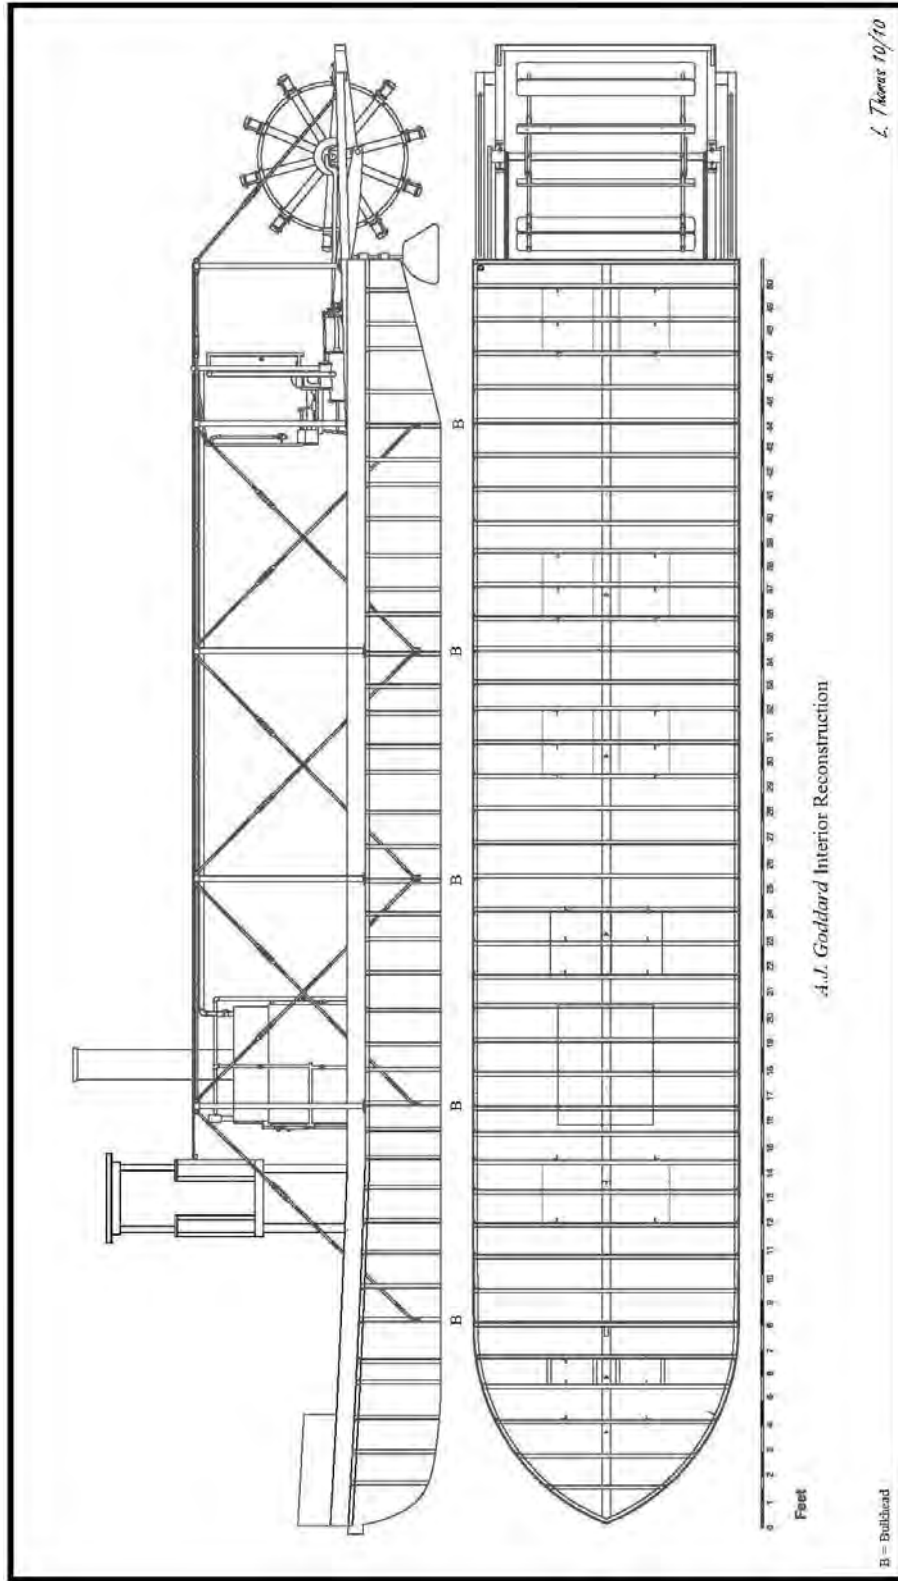 L. Thomas 10/10
B
B
B
B
B
0 1 2 3 4 5 6 7 8 9 10 11 12 13 14 15 16 17 18 19 20 21 22 23 24 25 26 27 28 29 30 31 32 33 34 35 36 37 38 39 40 41 42 43 44 45 46 47 48 49 50
Feet
A.J. Goddard Interior Reconstruction
B = Bulkhead